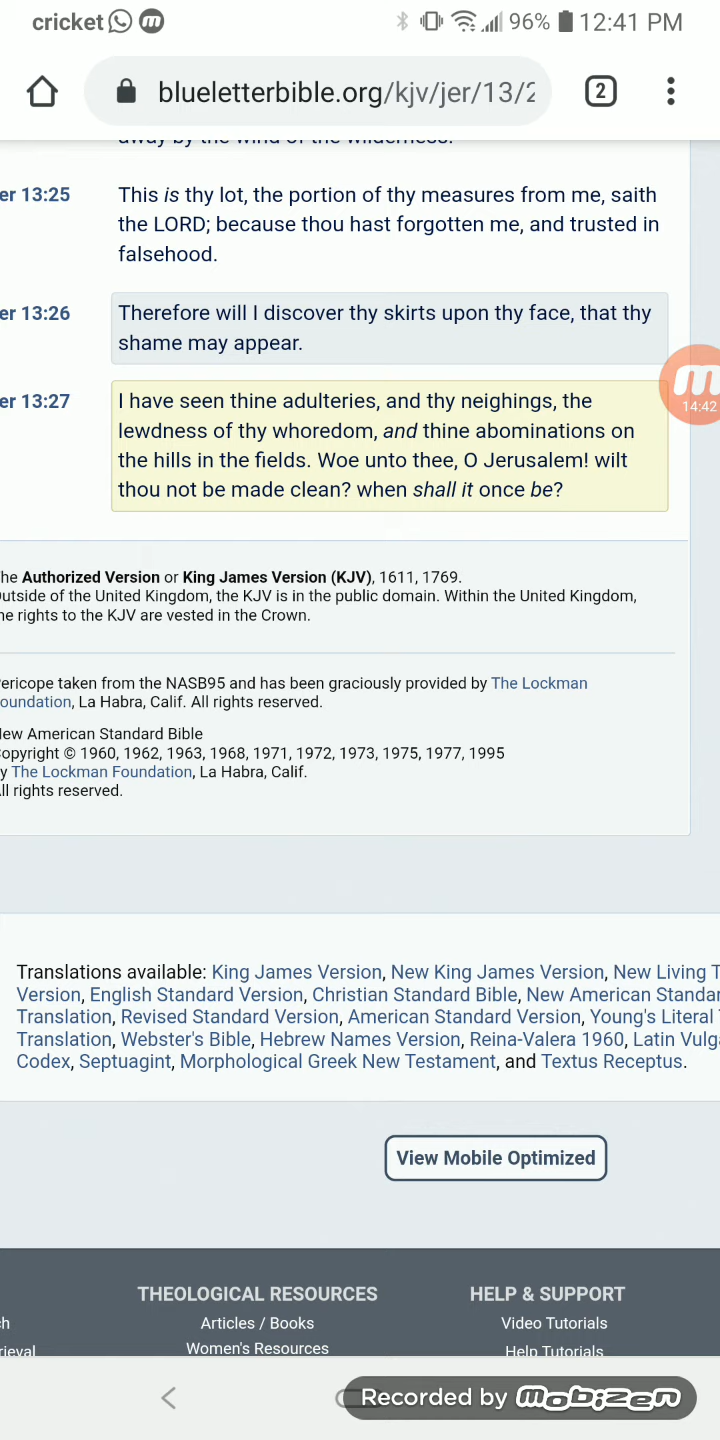 cricket m 96% 12:41 PM
blueletterbible.org/kjv/jer/13/2 2
away by the wind of the wilderness.
er 13:25 This is thy lot, the portion of thy measures from me, saith
the LORD; because thou hast forgotten me, and trusted in
falsehood.
er 13:26 Therefore will I discover thy skirts upon thy face, that thy
shame may appear.
m
14:42
er 13:27 I have seen thine adulteries, and thy neighings, the
lewdness of thy whoredom, and thine abominations on
the hills in the fields. Woe unto thee, O Jerusalem! wilt
thou not be made clean? when shall it once be?
he Authorized Version or King James Version (KJV), 1611, 1769.
utside of the United Kingdom, the KJV is in the public domain. Within the United Kingdom,
he rights to the KJV are vested in the Crown.
ericope taken from the NASB95 and has been graciously provided by The Lockman
oundation, La Habra, Calif. All rights reserved.
ew American Standard Bible
opyright © 1960, 1962, 1963, 1968, 1971, 1972, 1973, 1975, 1977, 1995
y The Lockman Foundation, La Habra, Calif.
ll rights reserved.
Translations available: King James Version, New King James Version, New Living T
Version, English Standard Version, Christian Standard Bible, New American Standar
Translation, Revised Standard Version, American Standard Version, Young's Literal
Translation, Webster's Bible, Hebrew Names Version, Reina-Valera 1960, Latin Vulg
Codex, Septuagint, Morphological Greek New Testament, and Textus Receptus.
View Mobile Optimized
THEOLOGICAL RESOURCES HELP & SUPPORT
ch Articles / Books Video Tutorials
rieval Women's Resources Help Tutorials
Recorded by mobizen